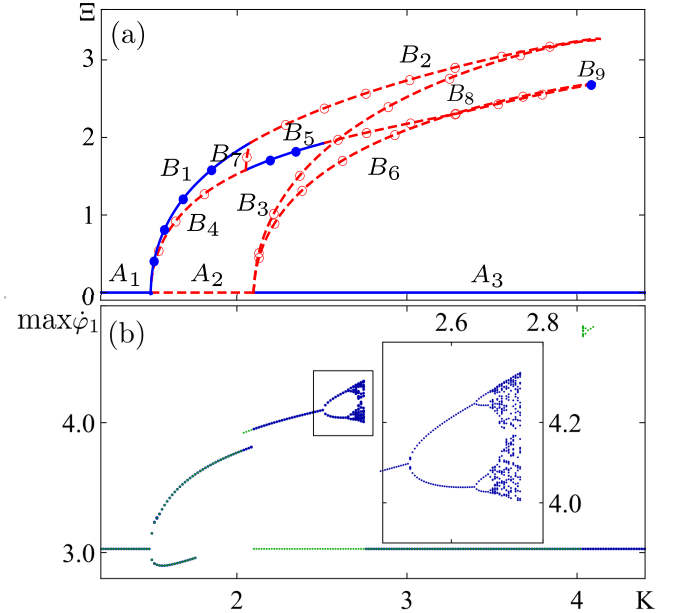 Ξ
(a)
3
B₂
B₉
B₈
2
B₅
B₁
B₇
B₆
B₃
1
B₄
A₁
A₂
A₃
0
max φ̇₁
(b)
2.6
2.8
4.0
4.2
4.0
3.0
2
3
4
K